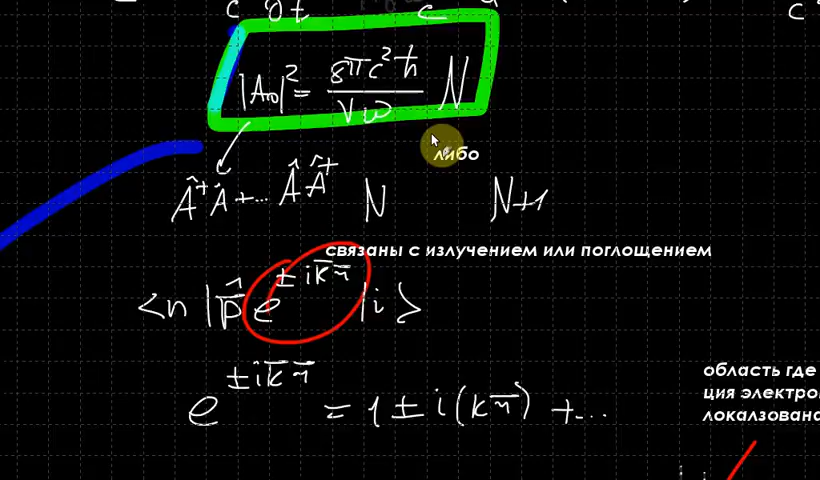 |A₀|² = 8πc²ħ / Vω N
либо
Â⁺Â + ... ÂÂ⁺ N N+1
связаны с излучением или поглощением
<n|p̂ e^{±ik̄r̄}|i>
e^{±ik̄r̄} = 1 ± i(k̄r̄) + ...
область где
ция электро
локалзована